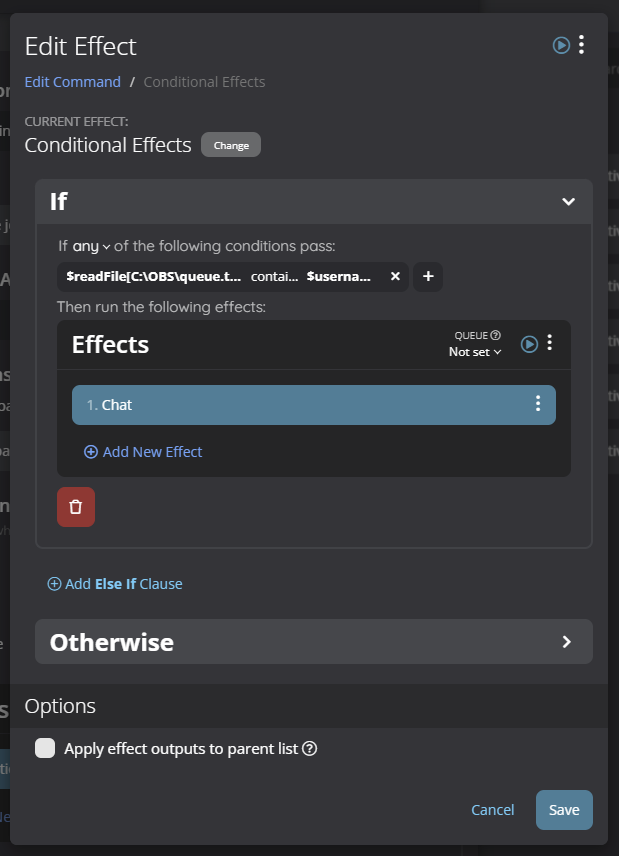 Edit Effect
Edit Command / Conditional Effects
CURRENT EFFECT:
Conditional Effects Change
If
If any of the following conditions pass:
$readFile[C:\OBS\queue.t... contai... $userna...
Then run the following effects:
Effects
QUEUE
Not set
1. Chat
Add New Effect
Add Else If Clause
Otherwise
Options
Apply effect outputs to parent list
Cancel Save